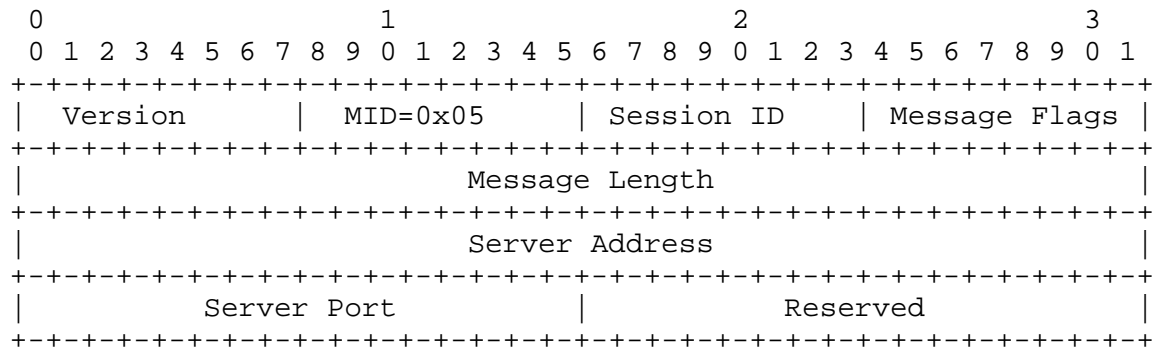 0                   1                   2                   3
 0 1 2 3 4 5 6 7 8 9 0 1 2 3 4 5 6 7 8 9 0 1 2 3 4 5 6 7 8 9 0 1
+-+-+-+-+-+-+-+-+-+-+-+-+-+-+-+-+-+-+-+-+-+-+-+-+-+-+-+-+-+-+-+-+
|  Version      |  MID=0x05     | Session ID    | Message Flags |
+-+-+-+-+-+-+-+-+-+-+-+-+-+-+-+-+-+-+-+-+-+-+-+-+-+-+-+-+-+-+-+-+
|                         Message Length                        |
+-+-+-+-+-+-+-+-+-+-+-+-+-+-+-+-+-+-+-+-+-+-+-+-+-+-+-+-+-+-+-+-+
|                         Server Address                        |
+-+-+-+-+-+-+-+-+-+-+-+-+-+-+-+-+-+-+-+-+-+-+-+-+-+-+-+-+-+-+-+-+
|          Server Port          |           Reserved            |
+-+-+-+-+-+-+-+-+-+-+-+-+-+-+-+-+-+-+-+-+-+-+-+-+-+-+-+-+-+-+-+-+